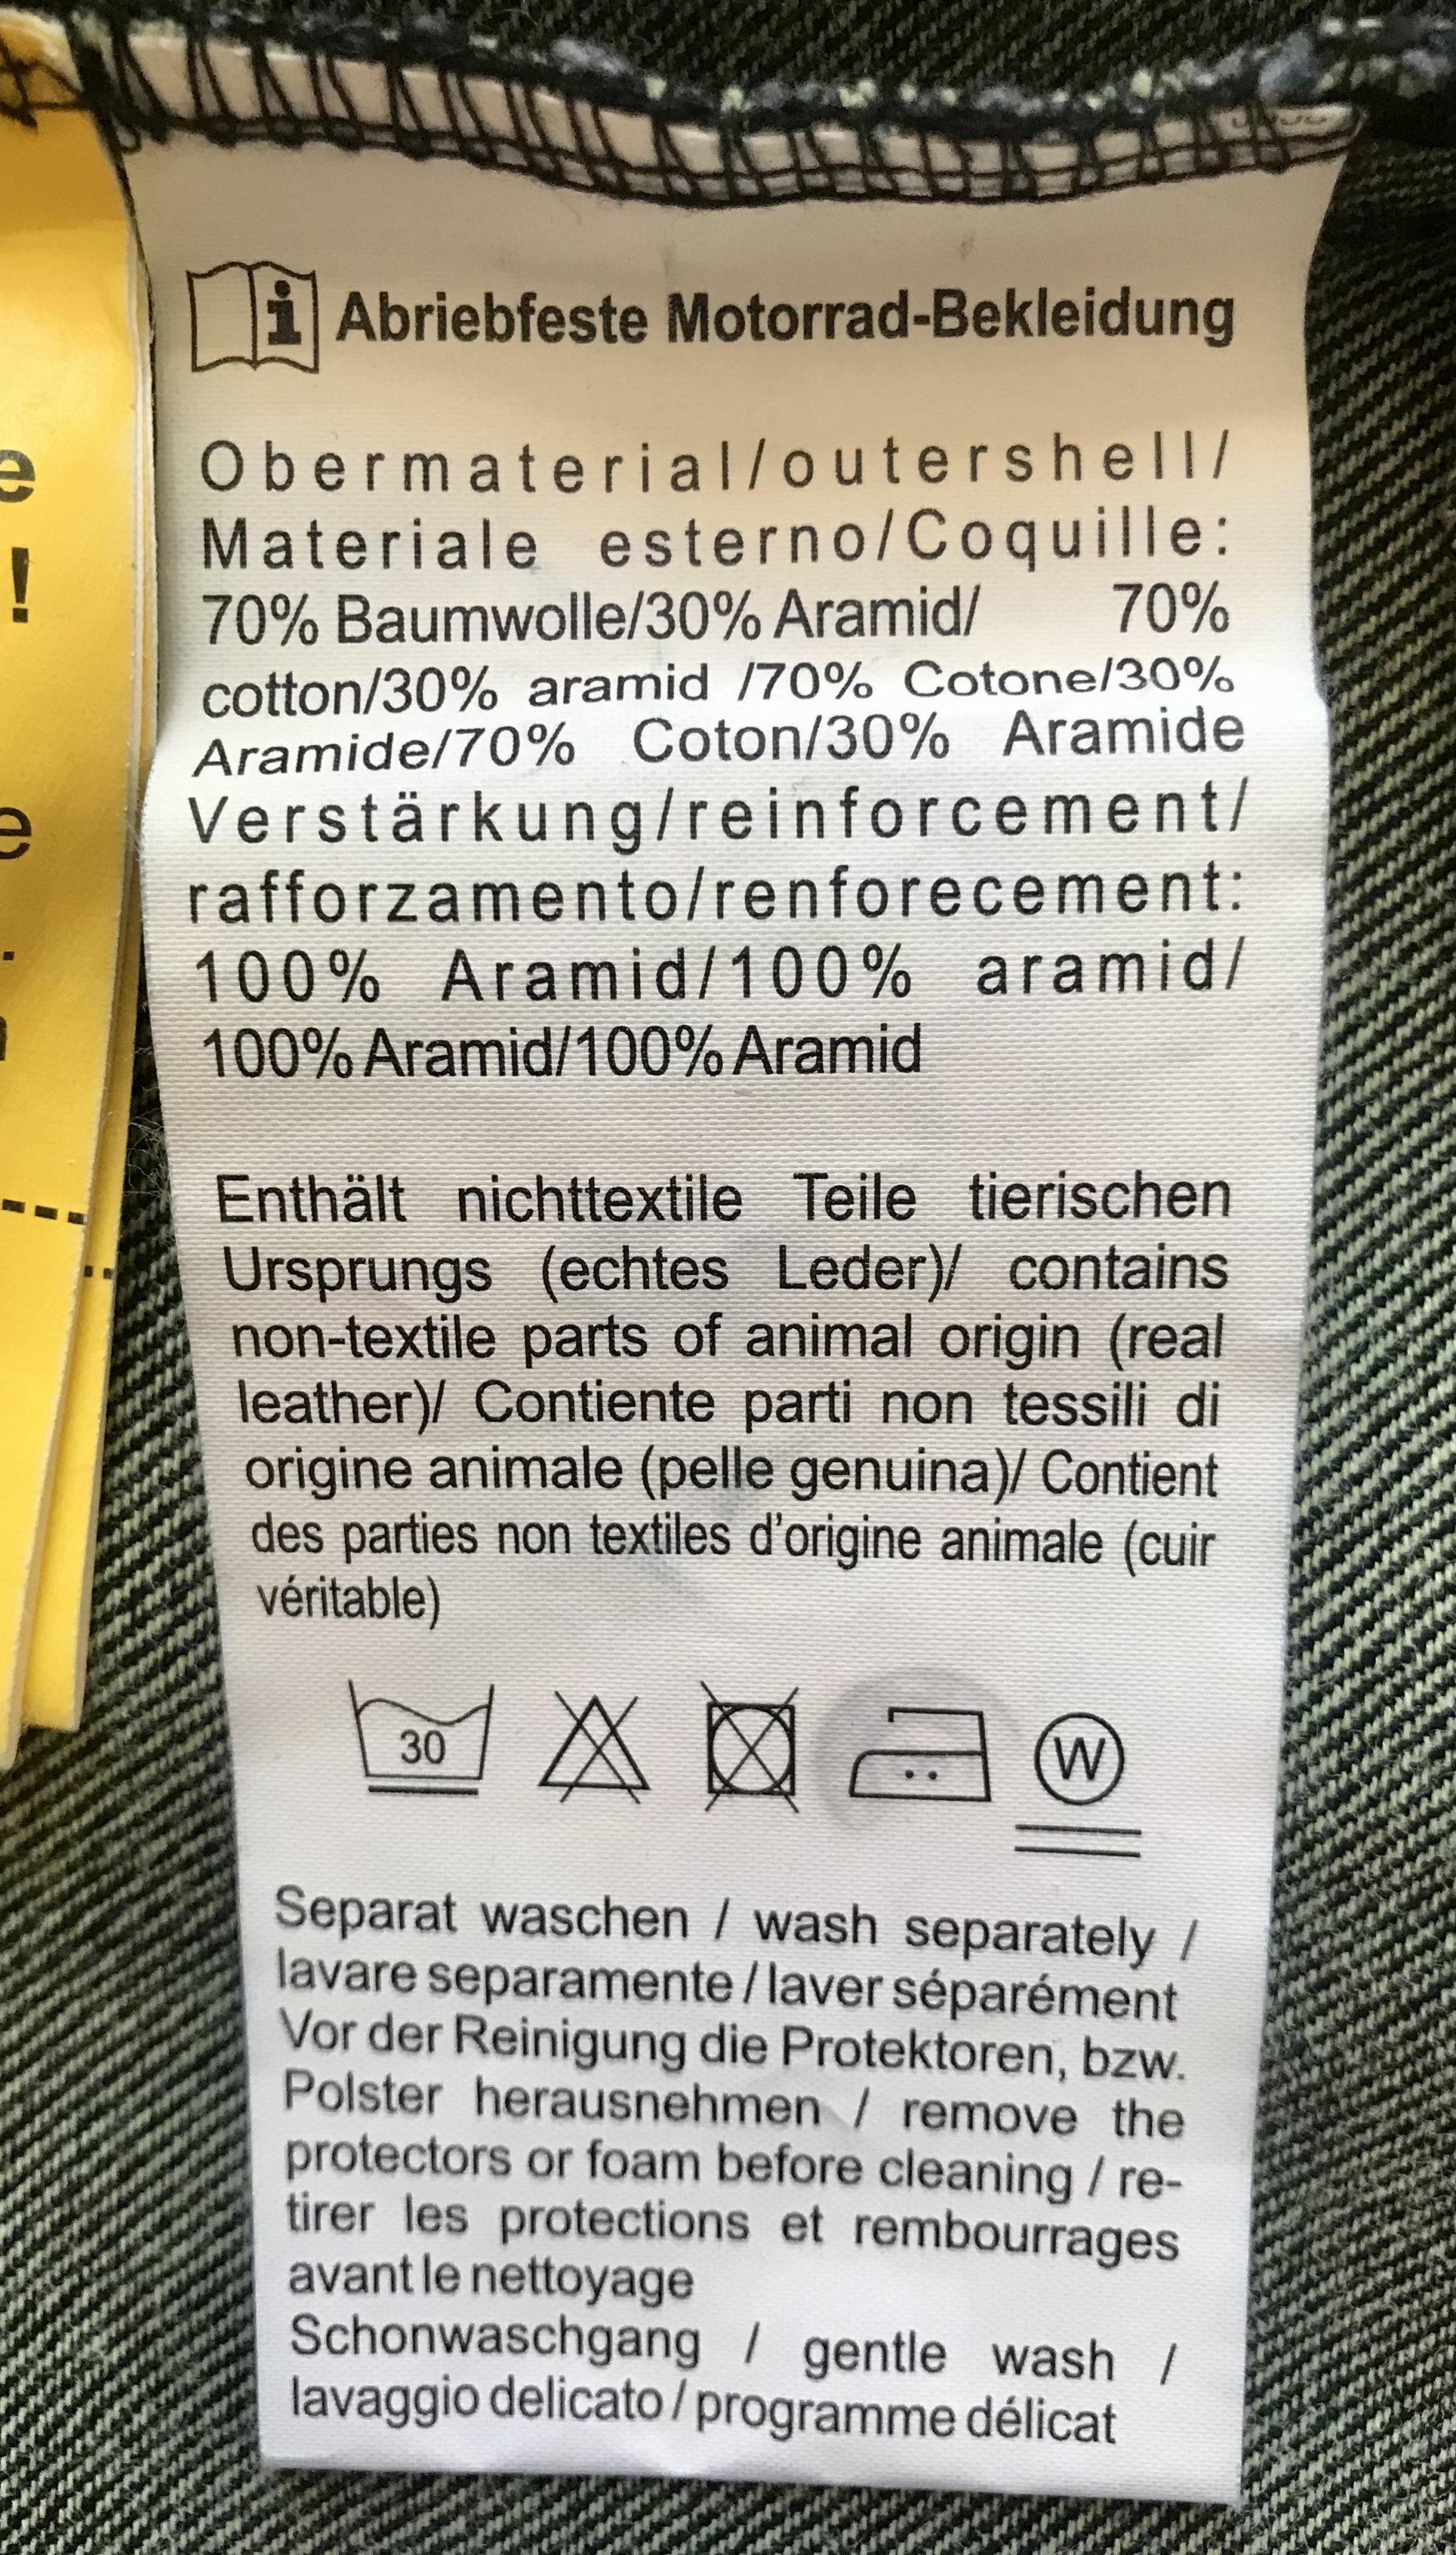 i Abriebfeste Motorrad-Bekleidung
Obermaterial/outershell/
Materiale esterno/Coquille:
70% Baumwolle/30% Aramid/ 70%
cotton/30% aramid /70% Cotone/30%
Aramide/70% Coton/30% Aramide
Verstärkung/reinforcement/
rafforzamento/renforecement:
100% Aramid/100% aramid/
100% Aramid/100% Aramid
Enthält nichttextile Teile tierischen
Ursprungs (echtes Leder)/ contains
non-textile parts of animal origin (real
leather)/ Contiente parti non tessili di
origine animale (pelle genuina)/ Contient
des parties non textiles d'origine animale (cuir
véritable)
30 W
Separat waschen / wash separately /
lavare separamente / laver séparément
Vor der Reinigung die Protektoren, bzw.
Polster herausnehmen / remove the
protectors or foam before cleaning / re-
tirer les protections et rembourrages
avant le nettoyage
Schonwaschgang / gentle wash /
lavaggio delicato / programme délicat